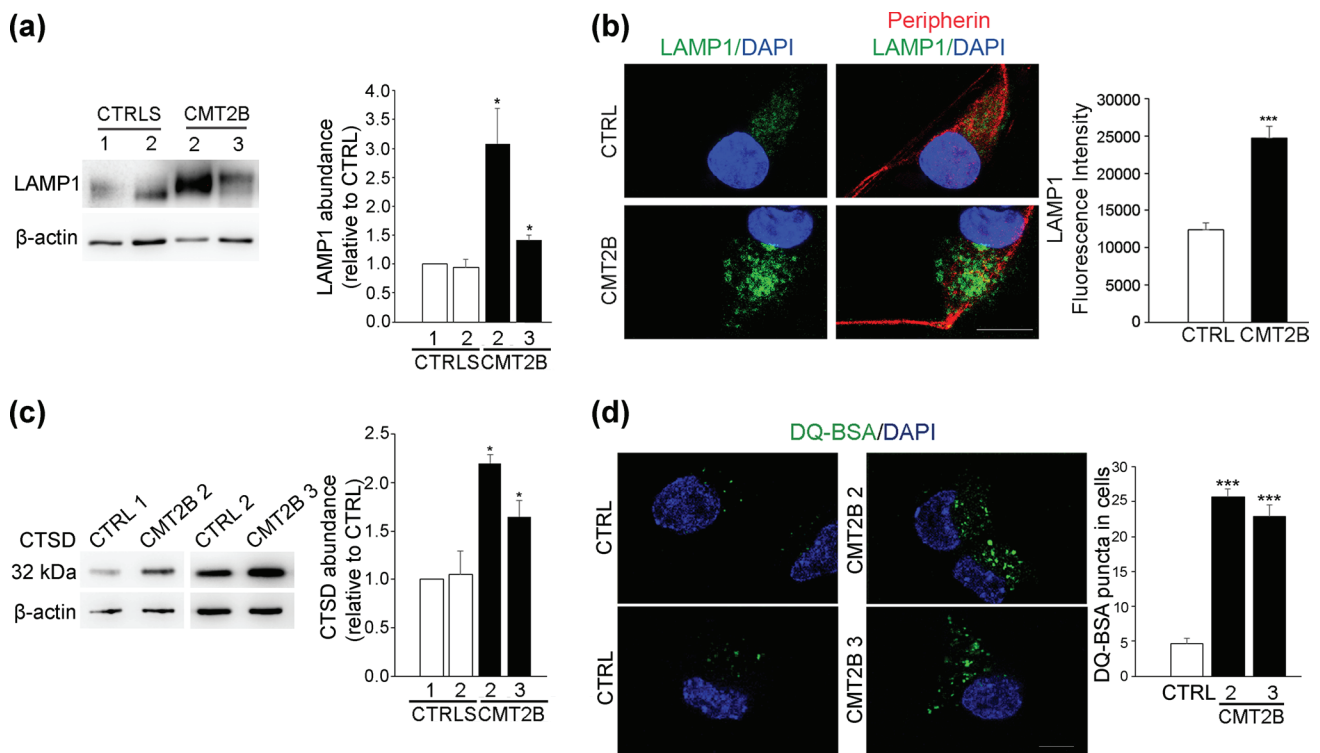 (a)
CTRLS CMT2B
1 2 2 3
LAMP1
β-actin
LAMP1 abundance
(relative to CTRL)
4.0
3.5
3.0
2.5
2.0
1.5
1.0
0.5
0.0
*
*
1 2 2 3
CTRLS CMT2B
(b)
LAMP1/DAPI
Peripherin
LAMP1/DAPI
CTRL
CMT2B
LAMP1
Fluorescence Intensity
30000
25000
20000
15000
10000
5000
0
***
CTRL CMT2B
(c)
CTRL 1 CMT2B 2 CTRL 2 CMT2B 3
CTSD
32 kDa
β-actin
CTSD abundance
(relative to CTRL)
2.5
2.0
1.5
1.0
0.5
0.0
*
*
1 2 2 3
CTRLS CMT2B
(d)
DQ-BSA/DAPI
CTRL
CMT2B 2
CTRL
CMT2B 3
DQ-BSA puncta in cells
30
25
20
15
10
5
0
*** ***
CTRL 2 3
CMT2B